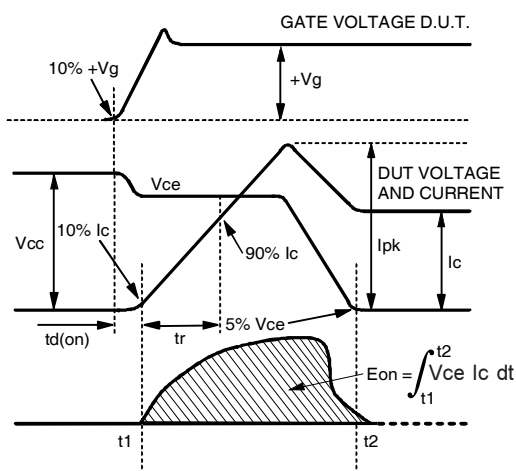 GATE VOLTAGE D.U.T.
10% +Vg
+Vg
Vce
DUT VOLTAGE
AND CURRENT
Vcc
10% Ic
90% Ic
Ipk
Ic
td(on)
tr
5% Vce
Eon = ∫ Vce Ic dt
t2
t1
t1
t2